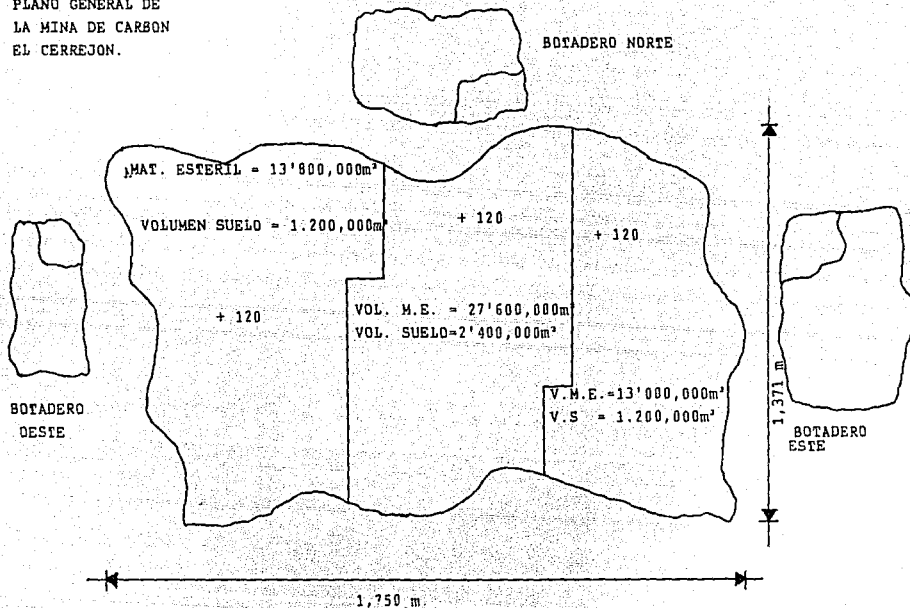 PLANO GENERAL DE
LA MINA DE CARBON
EL CERREJON.
BOTADERO NORTE
MAT. ESTERIL = 13'800,000m³
VOLUMEN SUELO = 1.200,000m³
+ 120
+ 120
+ 120
VOL. M.E. = 27'600,000m³
VOL. SUELO=2'400,000m³
V.M.E.=13'000,000m³
V.S = 1.200,000m³
BOTADERO
OESTE
BOTADERO
ESTE
1,371 m
1,750 m.